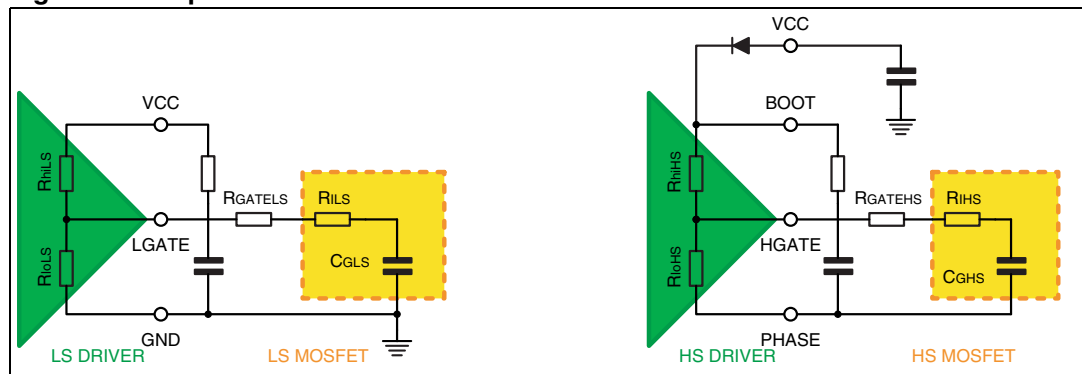 VCC
RhiLS
RloLS
LGATE
GND
RGATELS
RILS
CGLS
LS DRIVER
LS MOSFET
VCC
BOOT
RhiHS
RloHS
HGATE
PHASE
RGATEHS
RIHS
CGHS
HS DRIVER
HS MOSFET